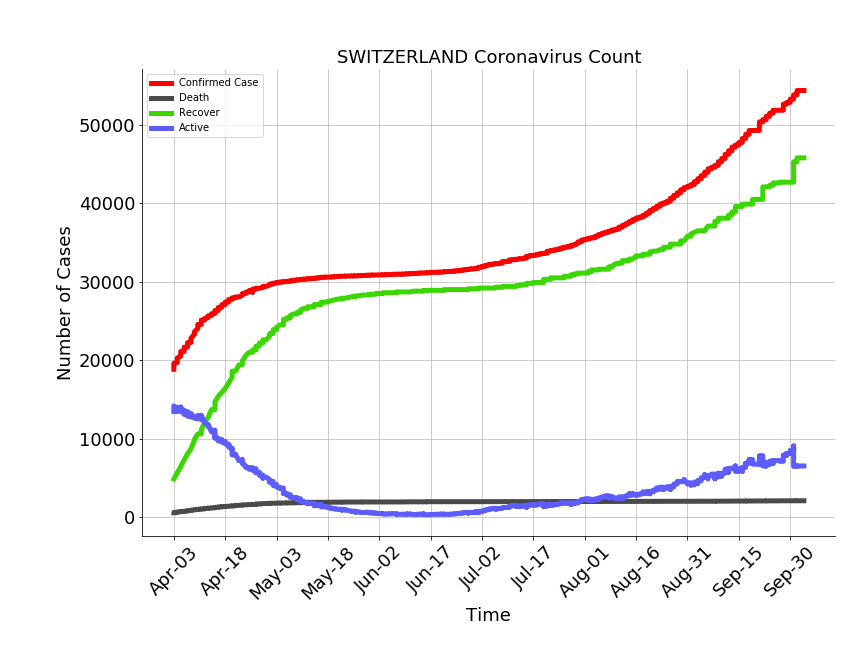 SWITZERLAND Coronavirus Count
Confirmed Case
Death
Recover
Active
Number of Cases
50000
40000
30000
20000
10000
0
Apr-03
Apr-18
May-03
May-18
Jun-02
Jun-17
Jul-02
Jul-17
Aug-01
Aug-16
Aug-31
Sep-15
Sep-30
Time